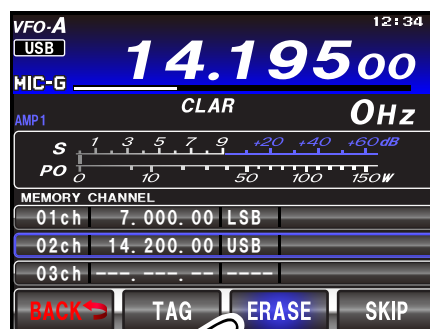 VFO-A 12:34
USB 14.19500
MIC-G
CLAR
AMP1 0Hz
S 1 3 5 7 9 +20 +40 +60dB
PO 0 10 50 100 150W
MEMORY CHANNEL
01ch 7.000.00 LSB
02ch 14.200.00 USB
03ch ---.---.-- ----
BACK TAG ERASE SKIP